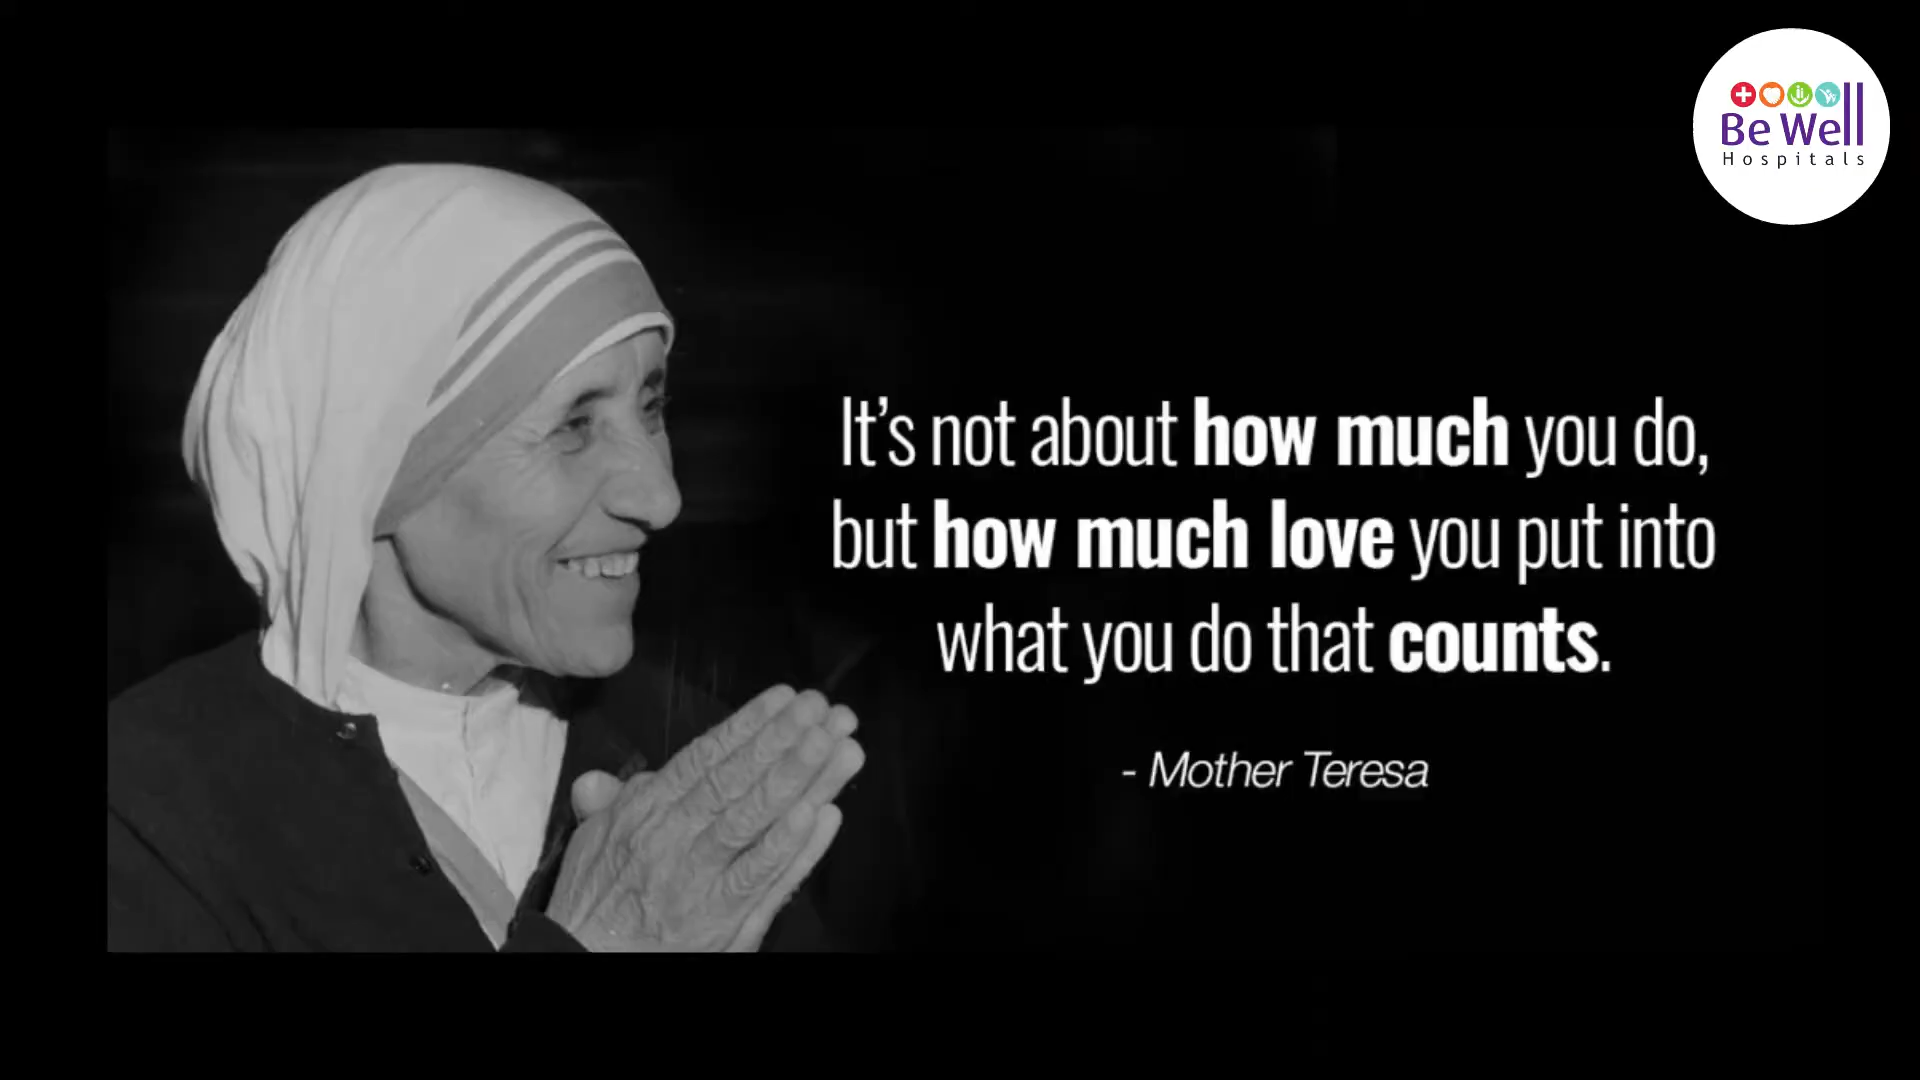 Be Well
Hospitals
It’s not about how much you do,
but how much love you put into
what you do that counts.
- Mother Teresa